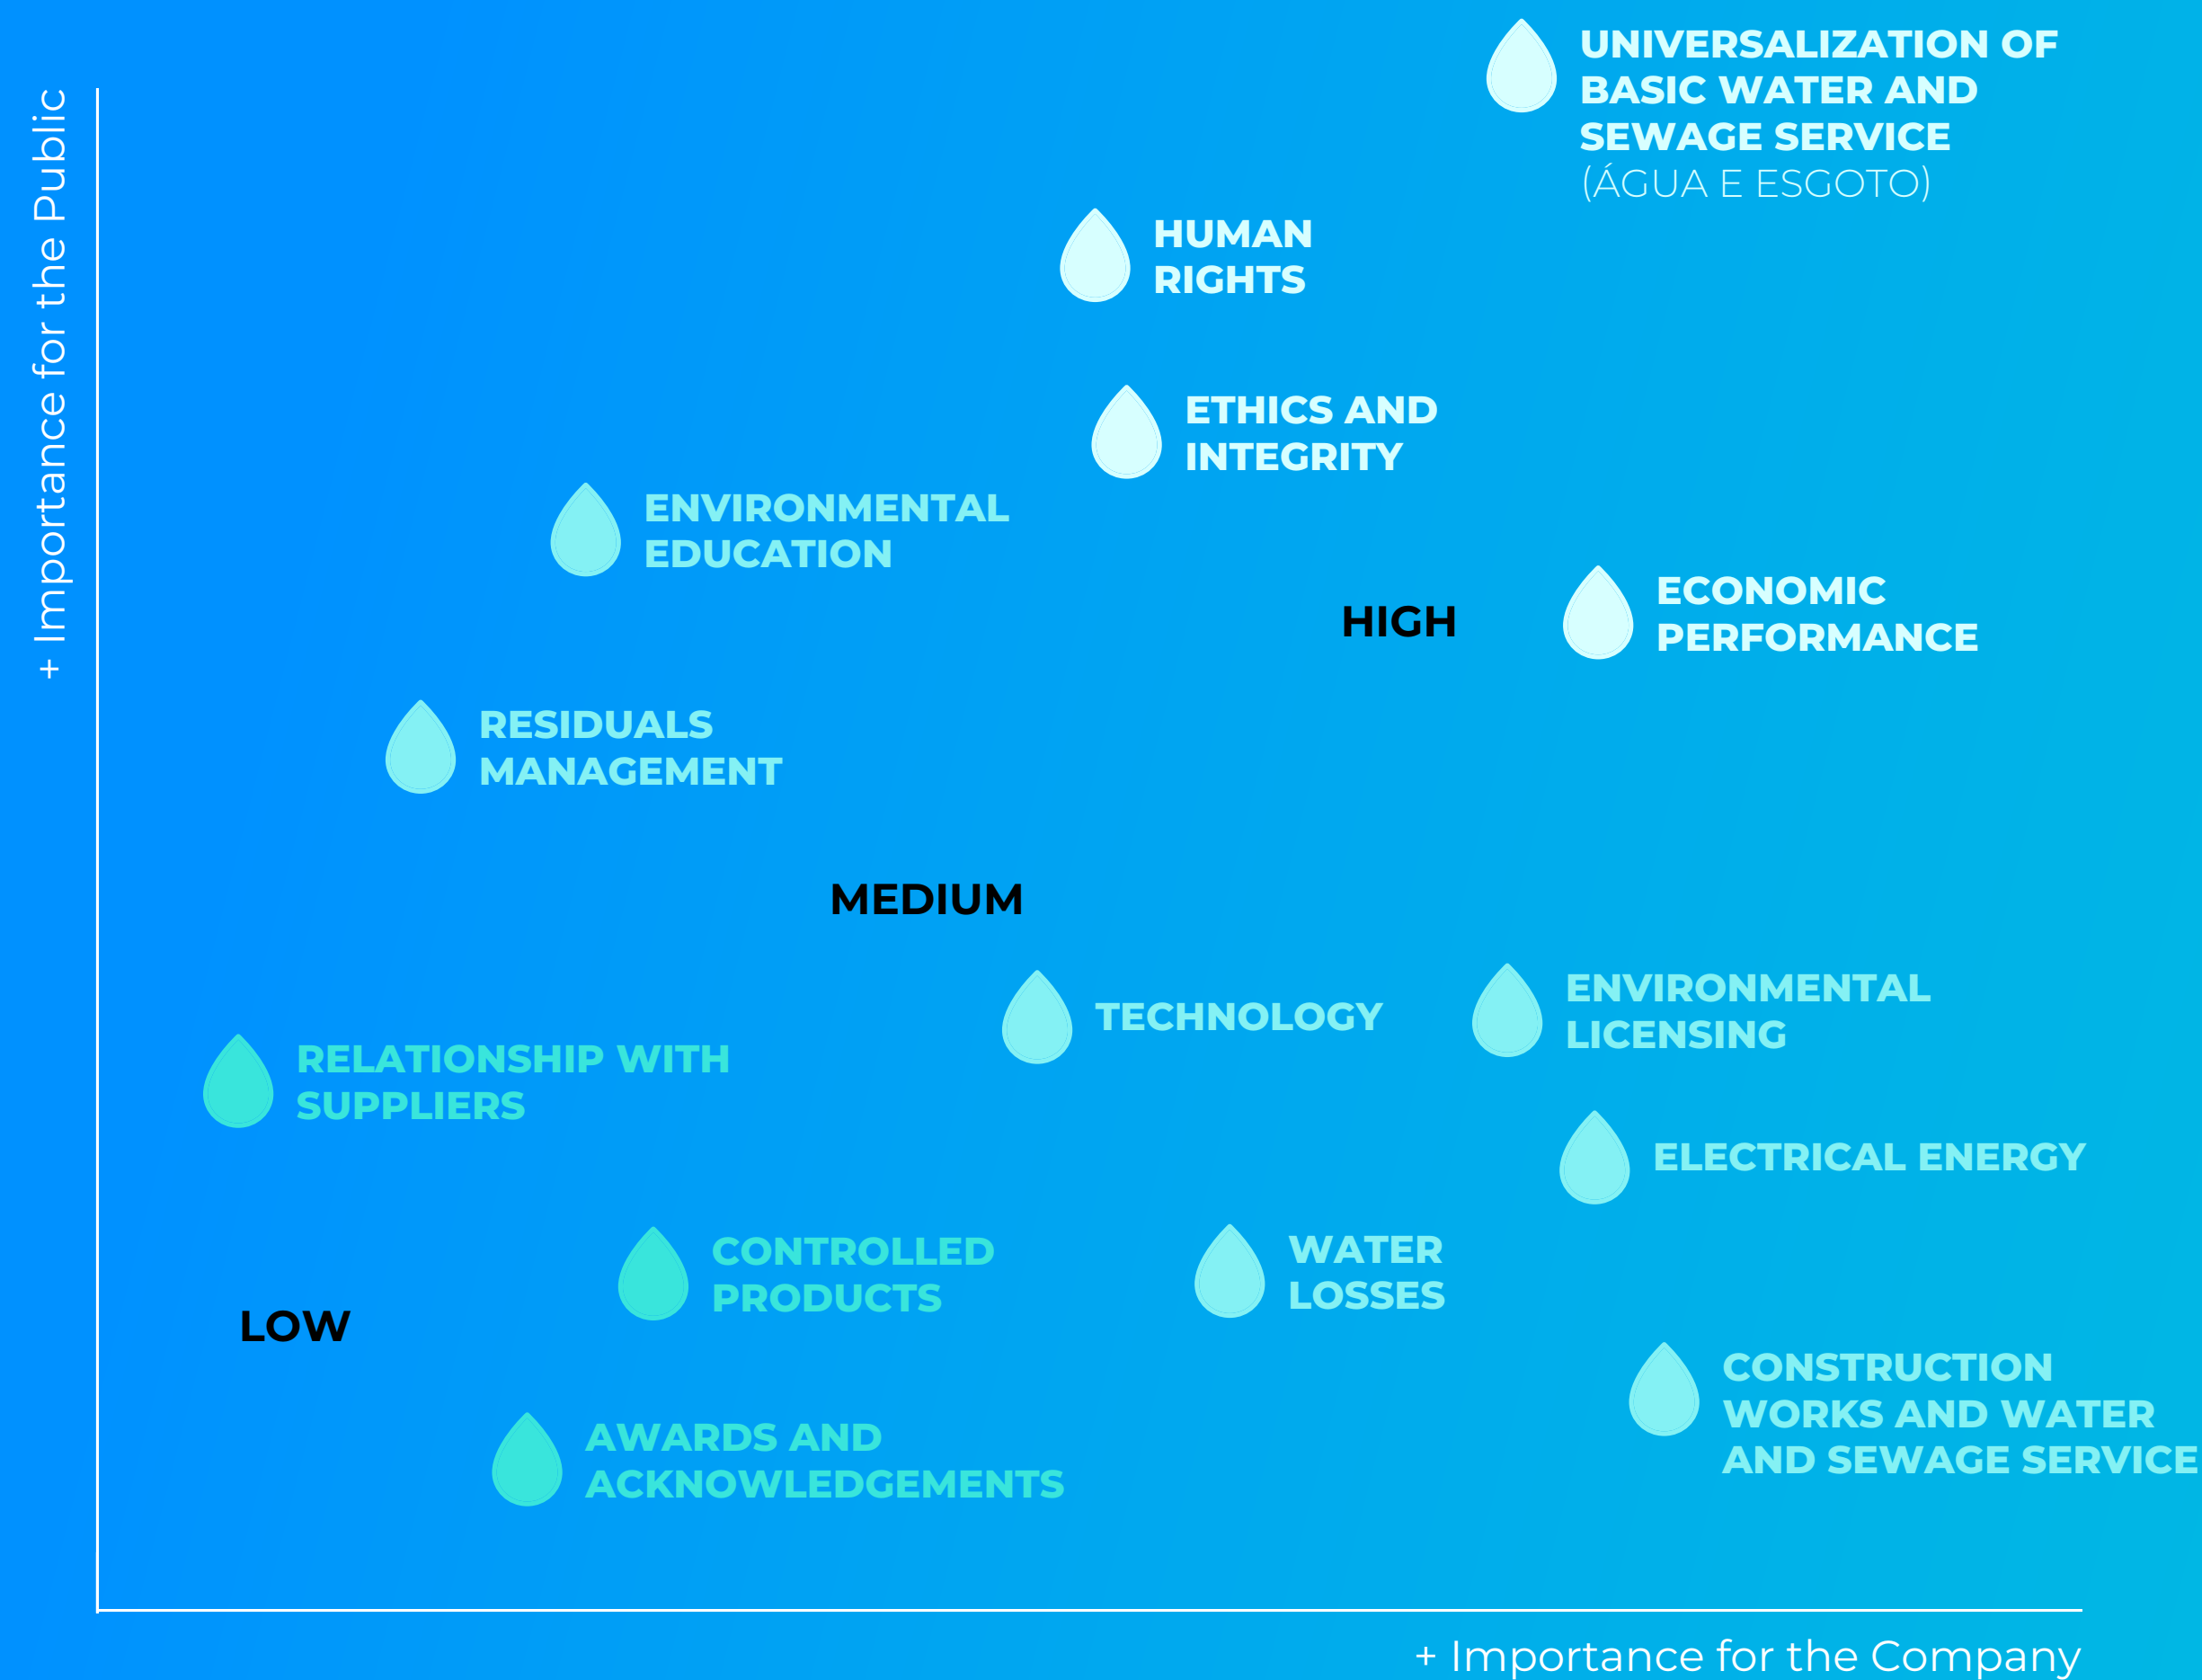 + Importance for the Public
UNIVERSALIZATION OF
BASIC WATER AND
SEWAGE SERVICE
(ÁGUA E ESGOTO)
HUMAN
RIGHTS
ETHICS AND
INTEGRITY
ENVIRONMENTAL
EDUCATION
HIGH
ECONOMIC
PERFORMANCE
RESIDUALS
MANAGEMENT
MEDIUM
TECHNOLOGY
ENVIRONMENTAL
LICENSING
RELATIONSHIP WITH
SUPPLIERS
ELECTRICAL ENERGY
CONTROLLED
PRODUCTS
WATER
LOSSES
LOW
CONSTRUCTION
WORKS AND WATER
AND SEWAGE SERVICE
AWARDS AND
ACKNOWLEDGEMENTS
+ Importance for the Company